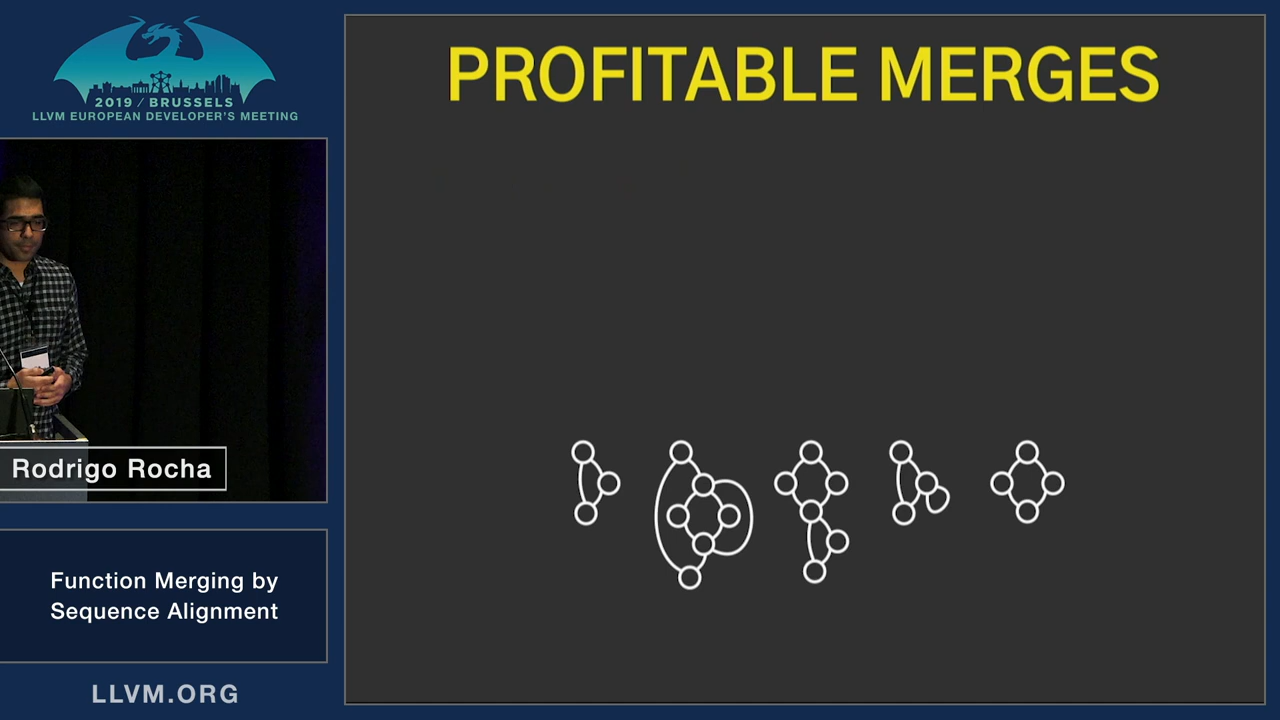 2019 / BRUSSELS
LLVM EUROPEAN DEVELOPER'S MEETING
PROFITABLE MERGES
Rodrigo Rocha
Function Merging by
Sequence Alignment
LLVM.ORG